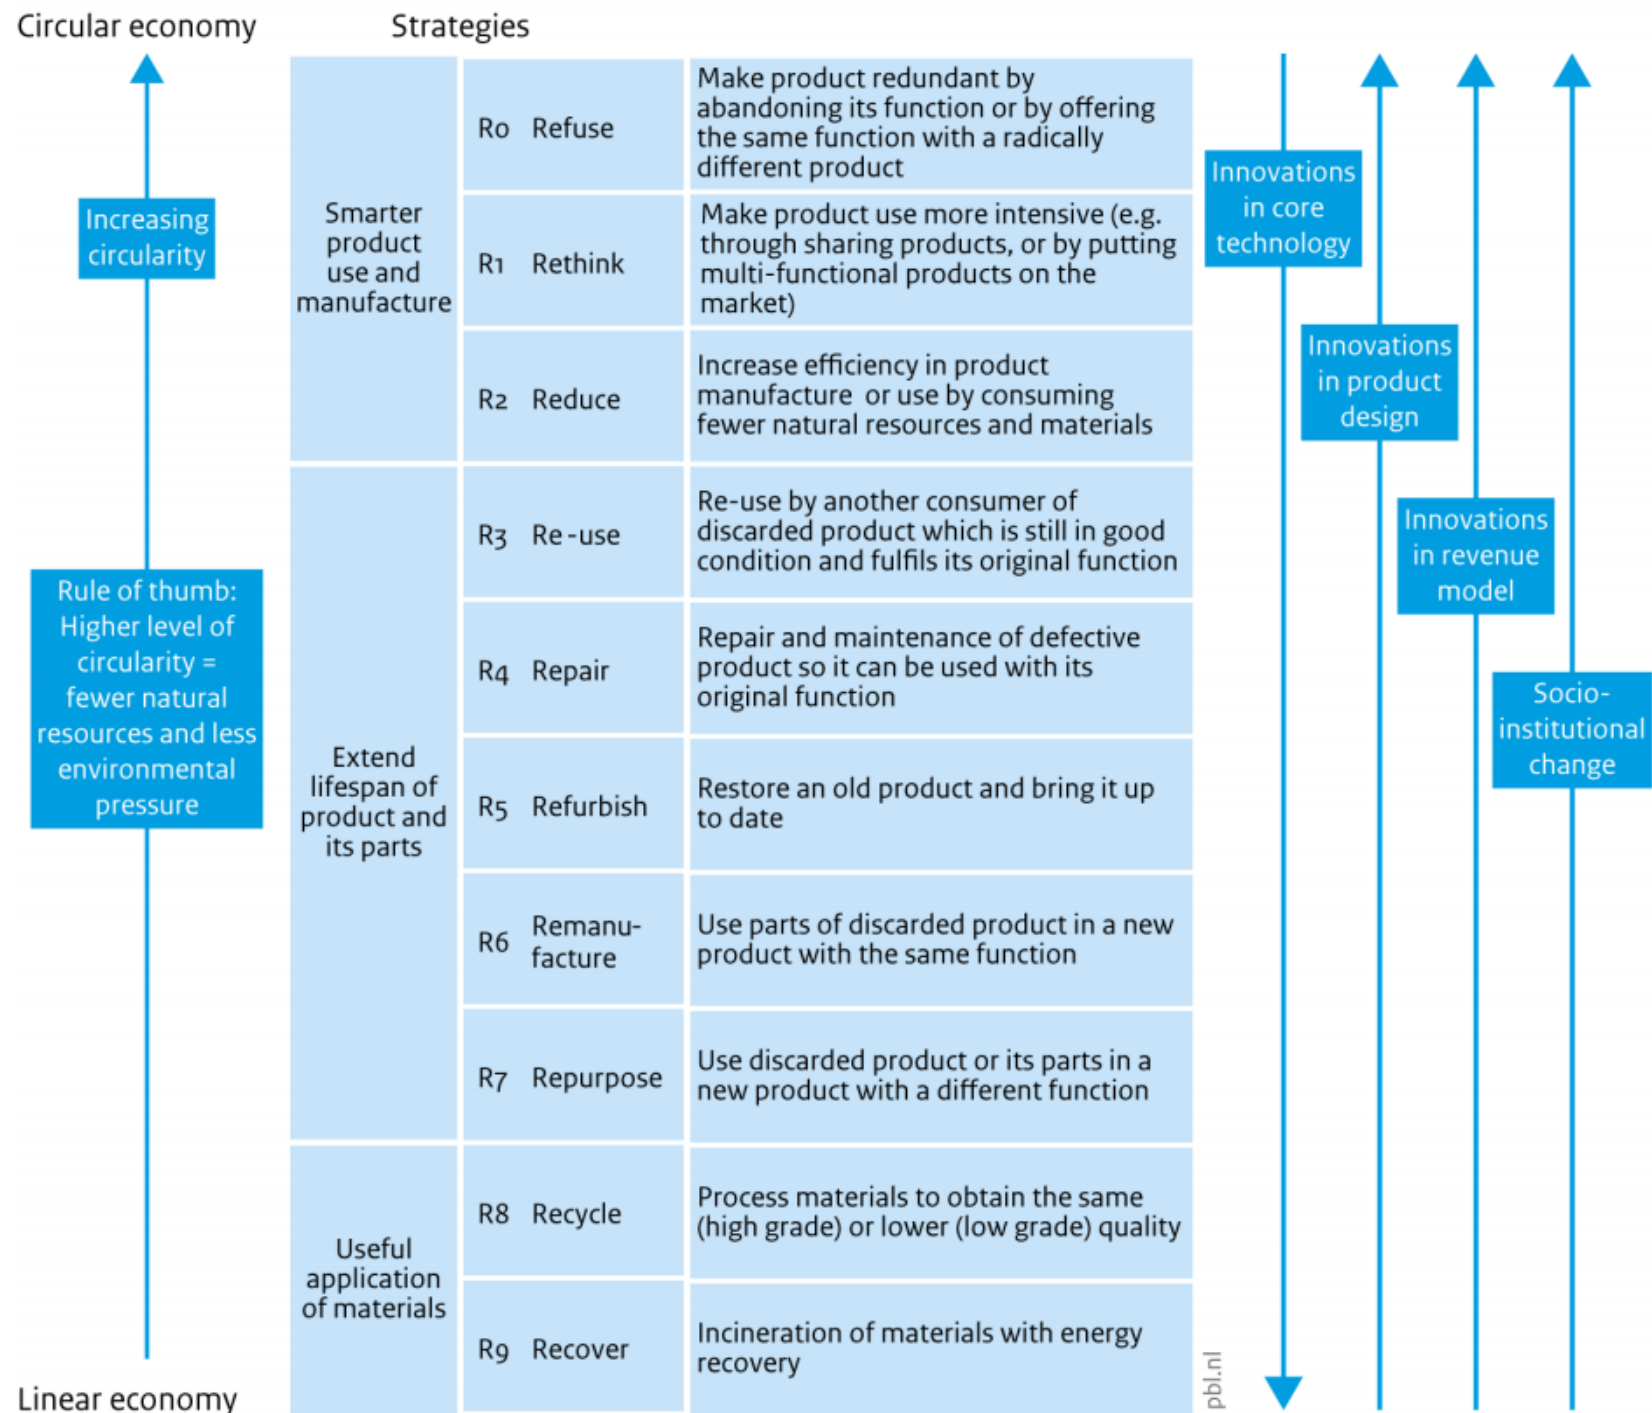 Circular economy
Strategies
Increasing
circularity
Rule of thumb:
Higher level of
circularity =
fewer natural
resources and less
environmental
pressure
Linear economy
Smarter
product
use and
manufacture
R0 Refuse
Make product redundant by
abandoning its function or by offering
the same function with a radically
different product
R1 Rethink
Make product use more intensive (e.g.
through sharing products, or by putting
multi-functional products on the
market)
R2 Reduce
Increase efficiency in product
manufacture or use by consuming
fewer natural resources and materials
Extend
lifespan of
product and
its parts
R3 Re-use
Re-use by another consumer of
discarded product which is still in good
condition and fulfils its original function
R4 Repair
Repair and maintenance of defective
product so it can be used with its
original function
R5 Refurbish
Restore an old product and bring it up
to date
R6 Remanu-
facture
Use parts of discarded product in a new
product with the same function
R7 Repurpose
Use discarded product or its parts in a
new product with a different function
Useful
application
of materials
R8 Recycle
Process materials to obtain the same
(high grade) or lower (low grade) quality
R9 Recover
Incineration of materials with energy
recovery
Innovations
in core
technology
Innovations
in product
design
Innovations
in revenue
model
Socio-
institutional
change
pbl.nl